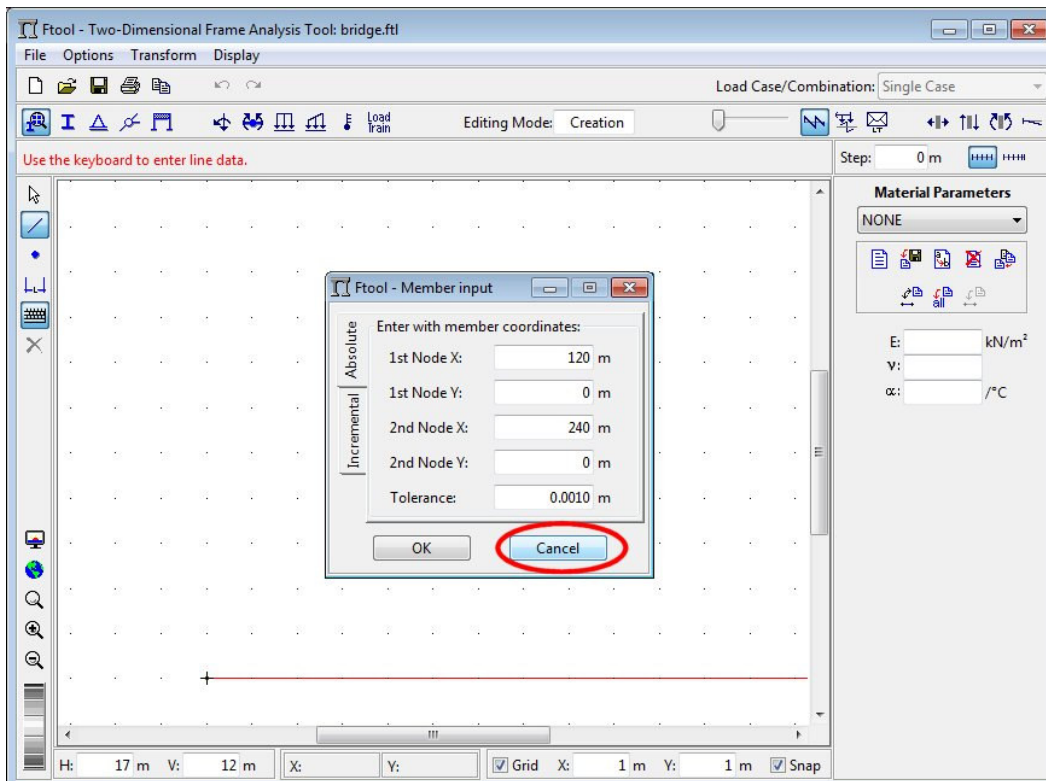 Ftool - Two-Dimensional Frame Analysis Tool: bridge.ftl
File Options Transform Display
Load Case/Combination: Single Case
Load Train Editing Mode: Creation
Use the keyboard to enter line data.
Step: 0 m
Material Parameters
NONE
all
E: kN/m²
ν:
α: /°C
Ftool - Member input
Absolute
Incremental
Enter with member coordinates:
1st Node X: 120 m
1st Node Y: 0 m
2nd Node X: 240 m
2nd Node Y: 0 m
Tolerance: 0.0010 m
OK Cancel
H: 17 m V: 12 m X: Y: Grid X: 1 m Y: 1 m Snap